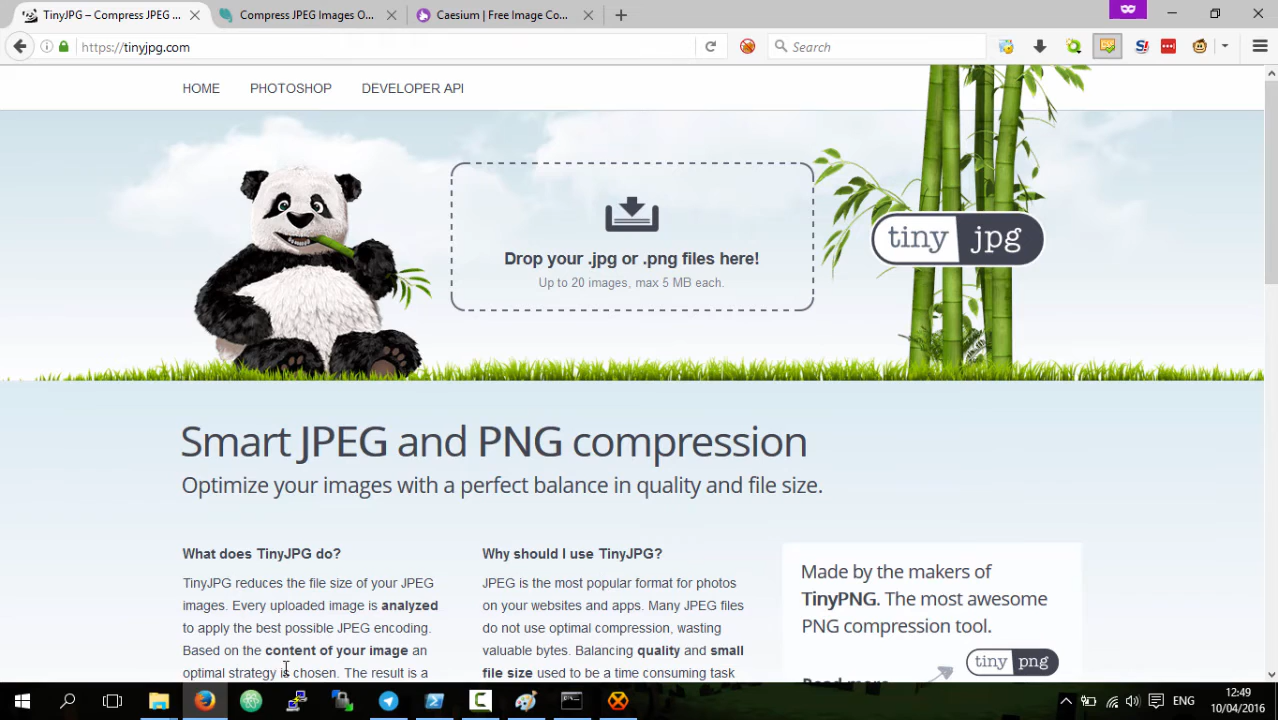 TinyJPG – Compress JPEG ...
Compress JPEG Images O...
Caesium | Free Image Co...
https://tinyjpg.com
Search
HOME
PHOTOSHOP
DEVELOPER API
Drop your .jpg or .png files here!
Up to 20 images, max 5 MB each.
tiny jpg
Smart JPEG and PNG compression
Optimize your images with a perfect balance in quality and file size.
What does TinyJPG do?
TinyJPG reduces the file size of your JPEG
images. Every uploaded image is analyzed
to apply the best possible JPEG encoding.
Based on the content of your image an
optimal strategy is chosen. The result is a
Why should I use TinyJPG?
JPEG is the most popular format for photos
on your websites and apps. Many JPEG files
do not use optimal compression, wasting
valuable bytes. Balancing quality and small
file size used to be a time consuming task
Made by the makers of
TinyPNG. The most awesome
PNG compression tool.
tiny png
Read more
ENG
12:49
10/04/2016